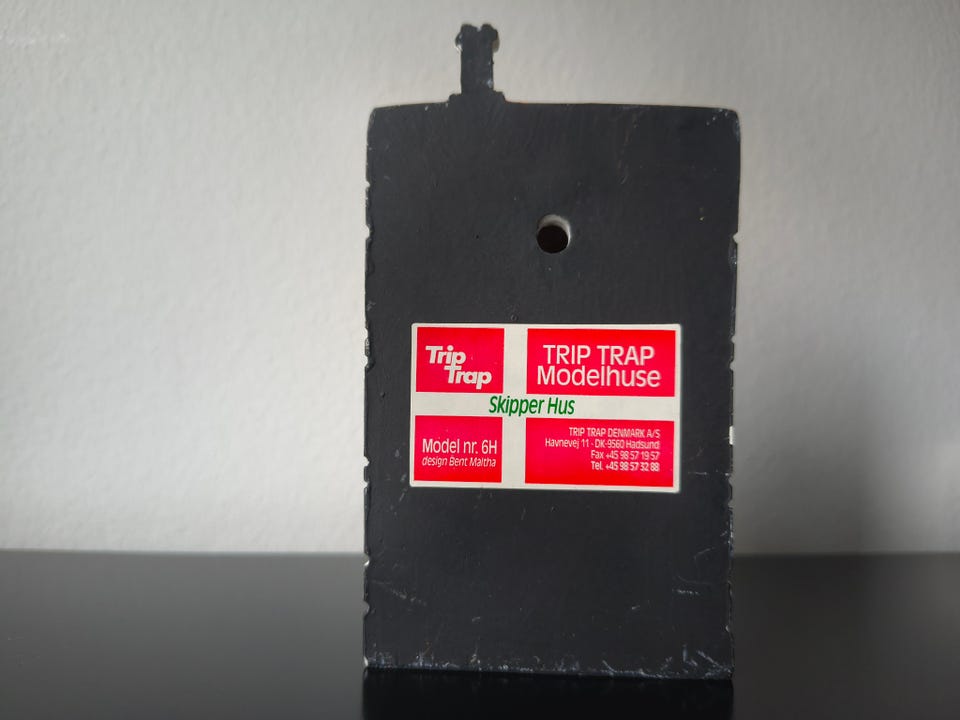 Trip
Trap
TRIP TRAP
Modelhuse
Skipper Hus
Model nr. 6H
design Bent Maltha
TRIP TRAP DENMARK A/S
Havnevej 11 - DK-9560 Hadsund
Fax +45 98 57 19 57
Tel. +45 98 57 32 88